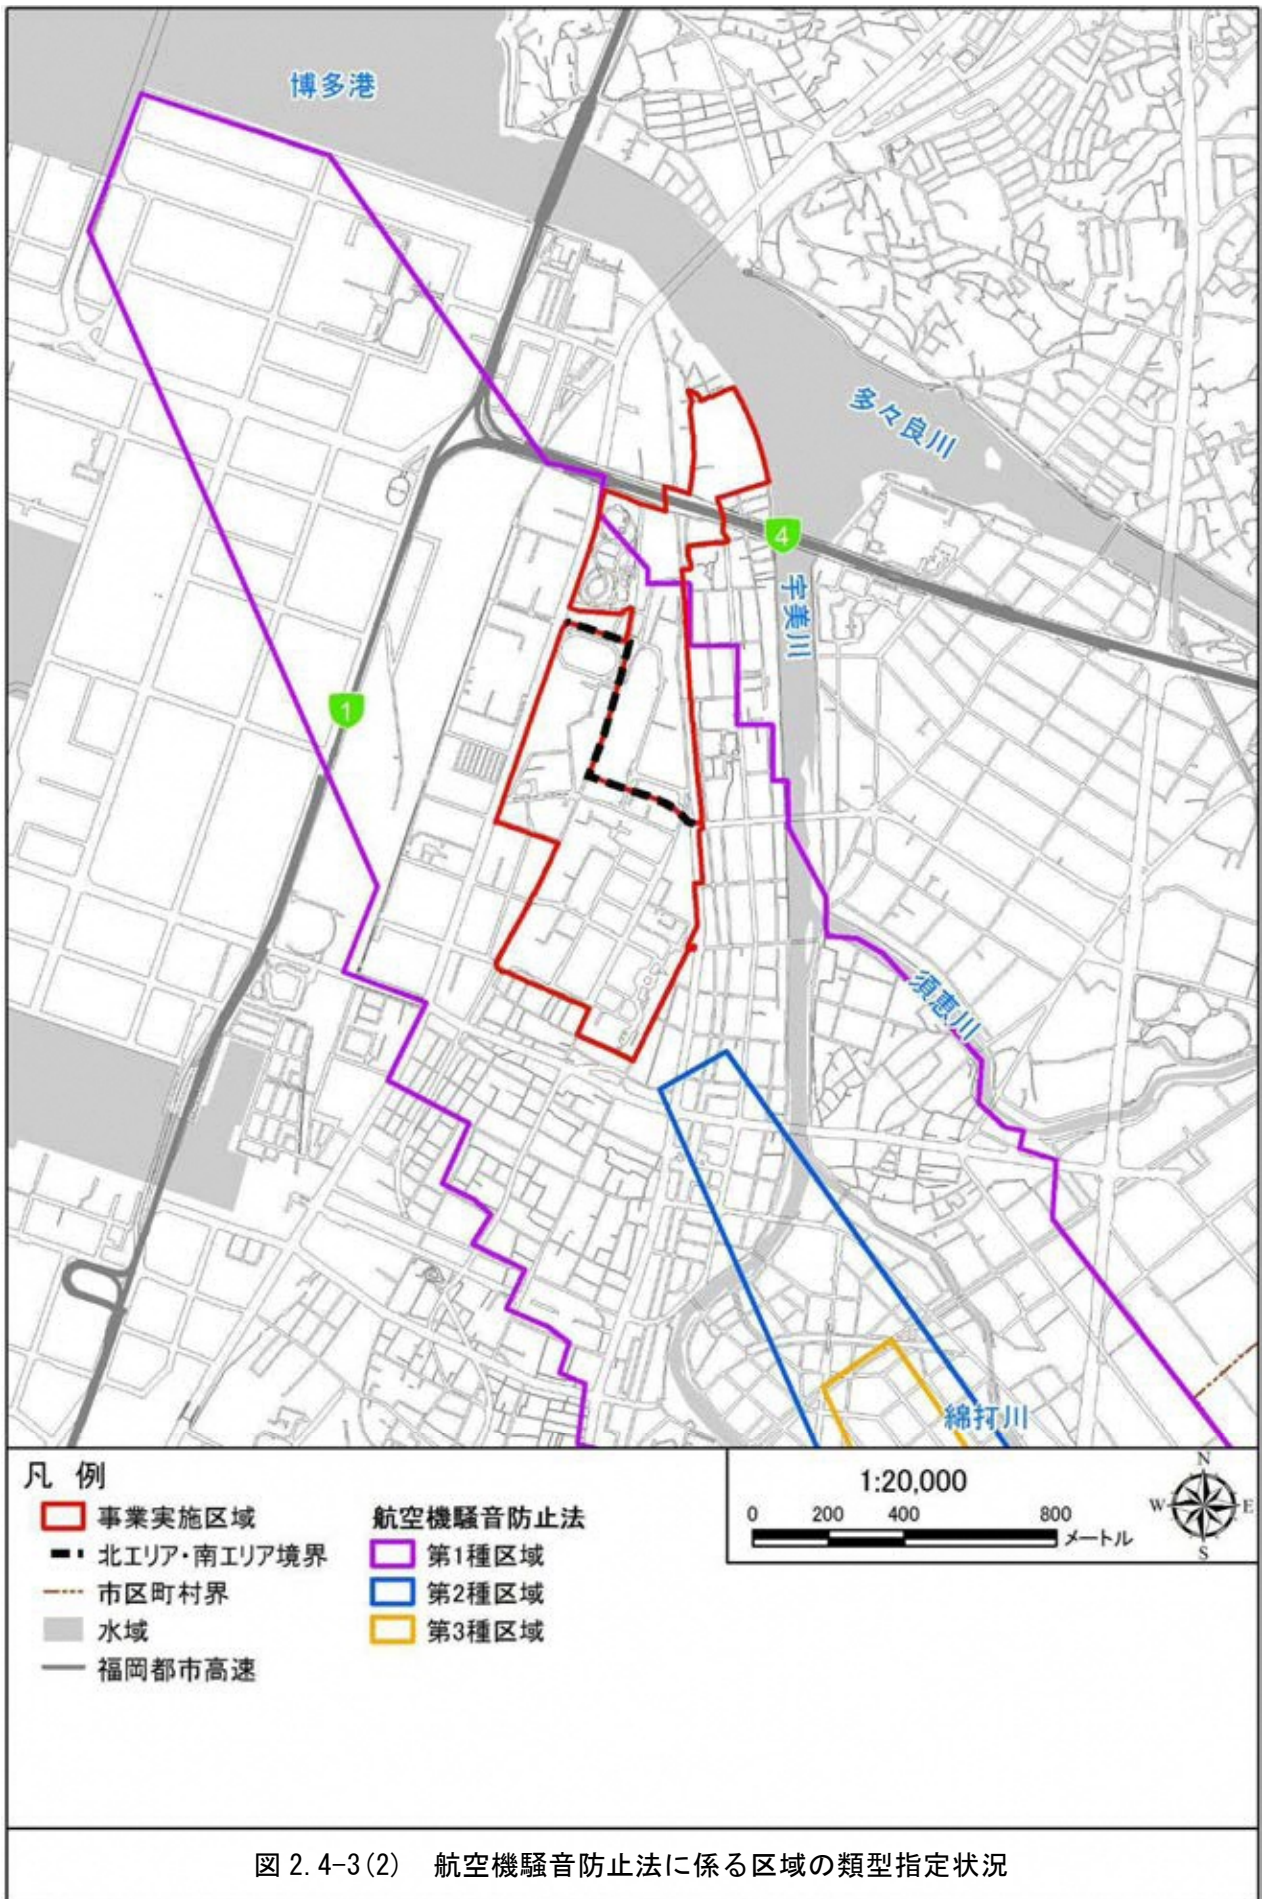 博多港
多々良川
4
宇美川
1
須恵川
綿打川
凡 例
事業実施区域
北エリア・南エリア境界
市区町村界
水域
福岡都市高速
航空機騒音防止法
第1種区域
第2種区域
第3種区域
1:20,000
0 200 400 800
メートル
N
W E
S
図 2.4-3(2) 航空機騒音防止法に係る区域の類型指定状況